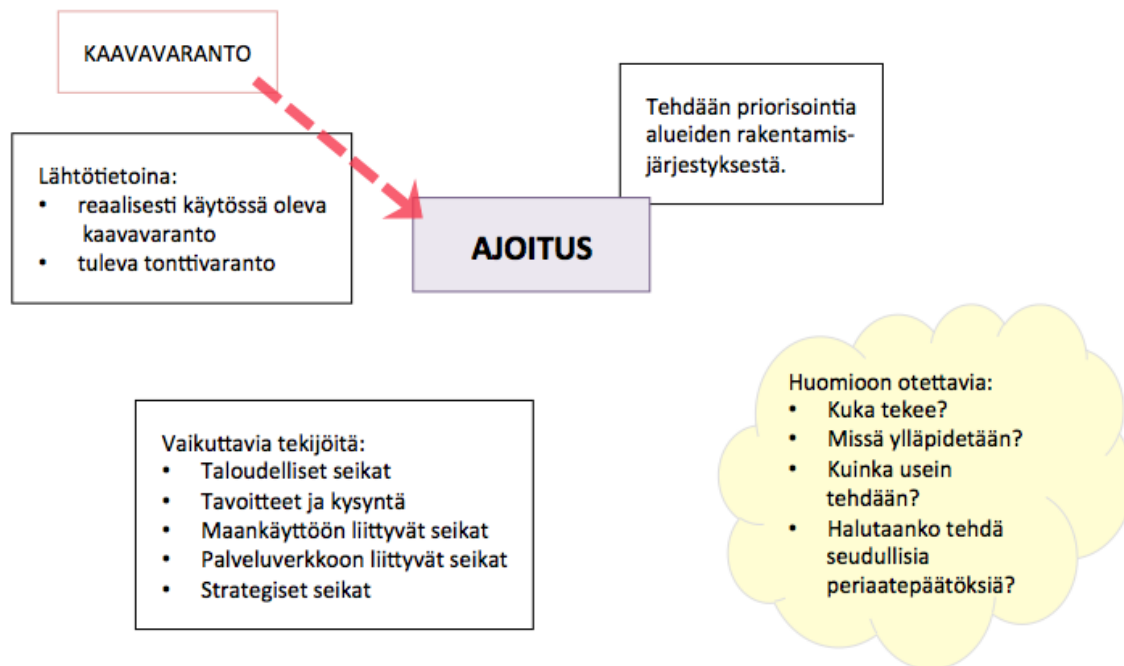 KAAVAVARANTO
Tehdään priorisointia
alueiden rakentamis-
järjestyksestä.
Lähtötietoina:
• reaalisesti käytössä oleva
kaavavaranto
• tuleva tonttivaranto
AJOITUS
Huomioon otettavia:
• Kuka tekee?
• Missä ylläpidetään?
• Kuinka usein
tehdään?
• Halutaanko tehdä
seudullisia
periaatepäätöksiä?
Vaikuttavia tekijöitä:
• Taloudelliset seikat
• Tavoitteet ja kysyntä
• Maankäyttöön liittyvät seikat
• Palveluverkkoon liittyvät seikat
• Strategiset seikat